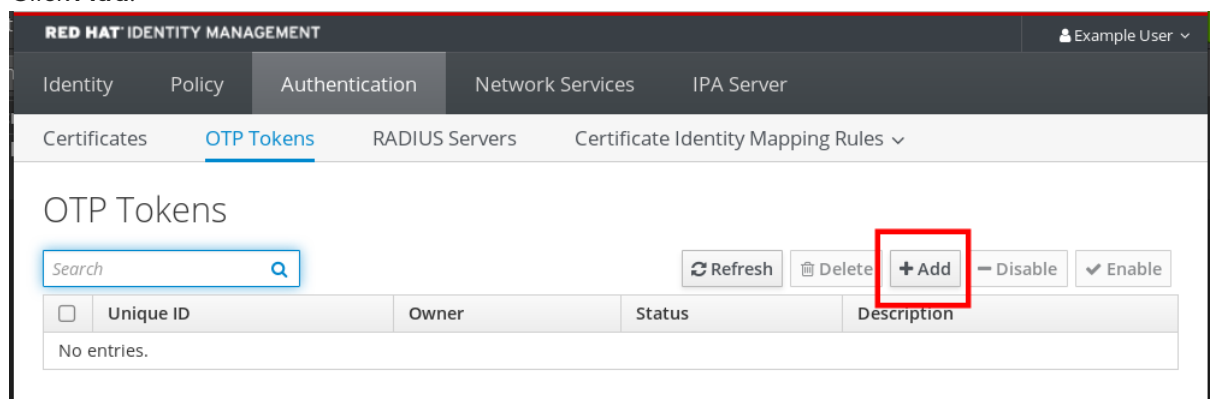 RED HAT IDENTITY MANAGEMENT Example User
Identity Policy Authentication Network Services IPA Server
Certificates OTP Tokens RADIUS Servers Certificate Identity Mapping Rules
OTP Tokens
Search Refresh Delete Add Disable Enable
Unique ID Owner Status Description
No entries.